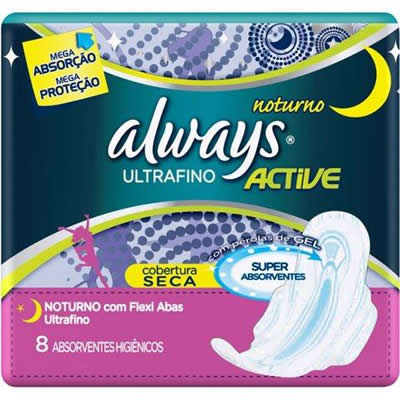 MEGA
ABSORÇÃO
MEGA
PROTEÇÃO
noturno
always®
ULTRAFINO ACTIVE
com pérolas de GEL
SUPER
ABSORVENTES
cobertura
SECA
NOTURNO com Flexi Abas
Ultrafino
8 ABSORVENTES HIGIÊNICOS